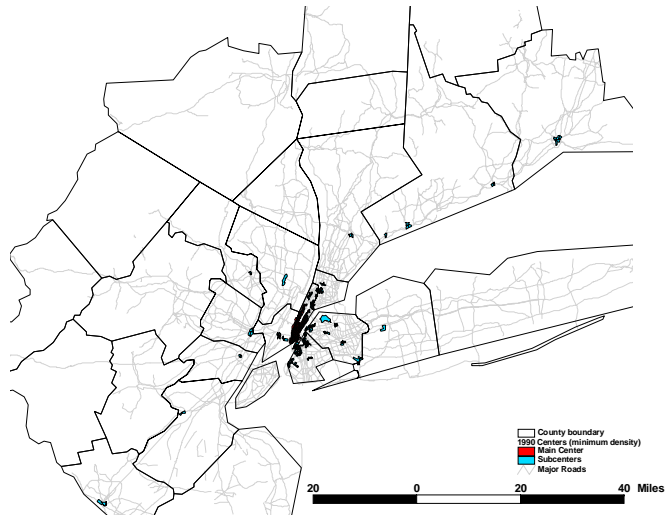 County boundary
1990 Centers (minimum density)
Main Center
Subcenters
Major Roads
20 0 20 40 Miles